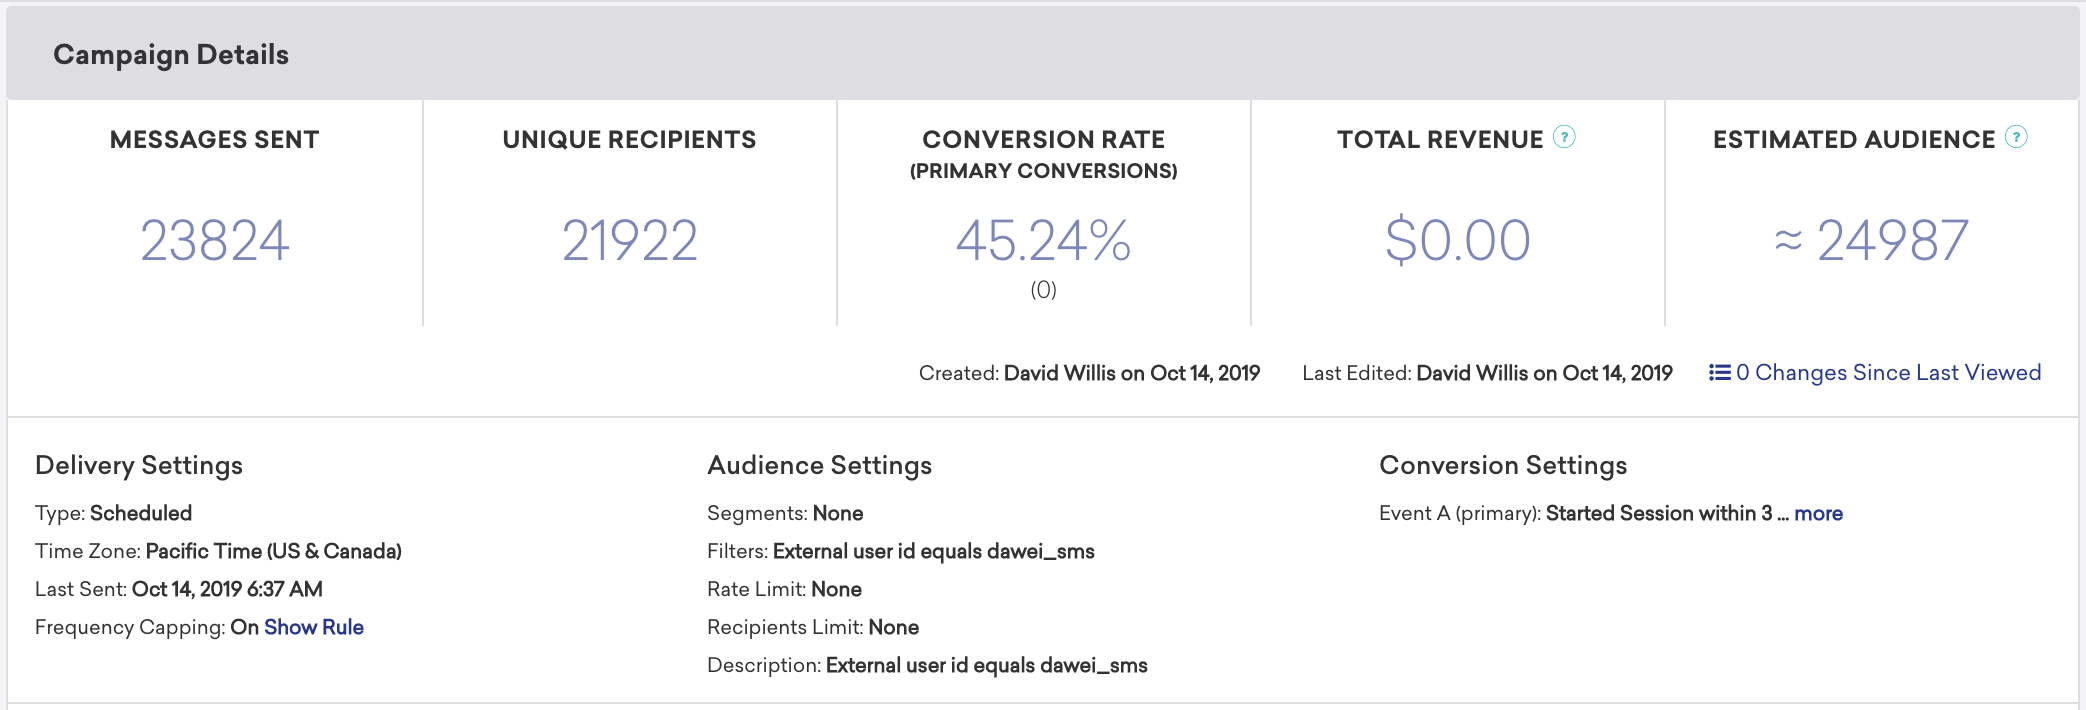 Campaign Details
MESSAGES SENT
23824
UNIQUE RECIPIENTS
21922
CONVERSION RATE
(PRIMARY CONVERSIONS)
45.24%
(0)
TOTAL REVENUE ?
$0.00
ESTIMATED AUDIENCE ?
≈ 24987
Created: David Willis on Oct 14, 2019
Last Edited: David Willis on Oct 14, 2019
0 Changes Since Last Viewed
Delivery Settings
Type: Scheduled
Time Zone: Pacific Time (US & Canada)
Last Sent: Oct 14, 2019 6:37 AM
Frequency Capping: On Show Rule
Audience Settings
Segments: None
Filters: External user id equals dawei_sms
Rate Limit: None
Recipients Limit: None
Description: External user id equals dawei_sms
Conversion Settings
Event A (primary): Started Session within 3 ... more